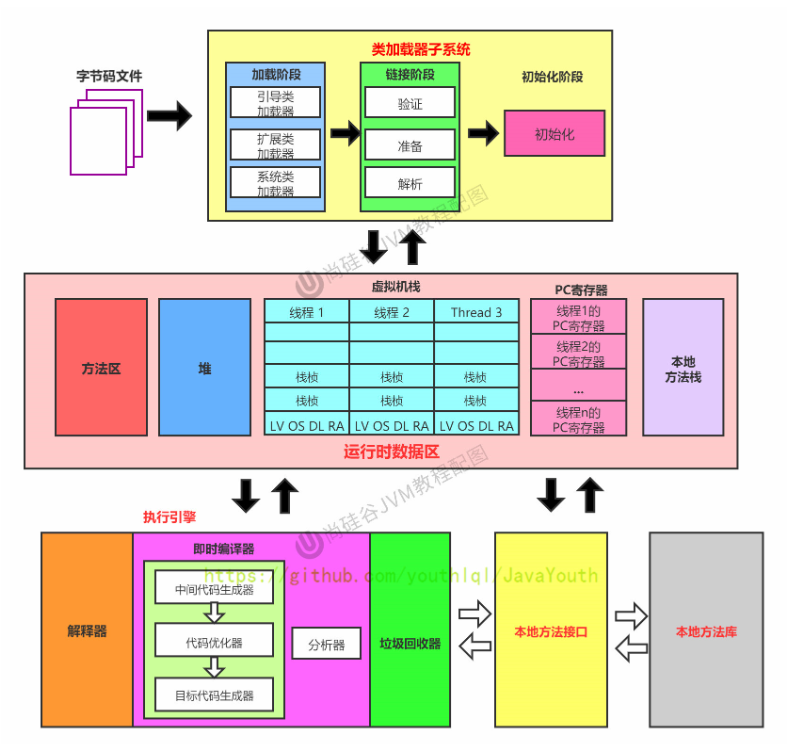 类加载器子系统
字节码文件
加载阶段
引导类
加载器
扩展类
加载器
系统类
加载器
链接阶段
验证
准备
解析
初始化阶段
初始化
尚硅谷JVM教程配图
虚拟机栈
PC寄存器
方法区
堆
线程 1
线程 2
Thread 3
栈桢
栈桢
栈桢
栈桢
栈桢
栈桢
LV OS DL RA
LV OS DL RA
LV OS DL RA
线程1的
PC寄存器
线程2的
PC寄存器
...
线程n的
PC寄存器
本地
方法栈
运行时数据区
尚硅谷JVM教程配图
执行引擎
解释器
即时编译器
https://github.com/youthlql/JavaYouth
中间代码生成器
代码优化器
目标代码生成器
分析器
垃圾回收器
本地方法接口
本地方法库